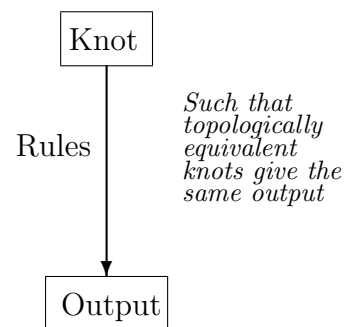 Knot
Rules
Such that
topologically
equivalent
knots give the
same output
Output